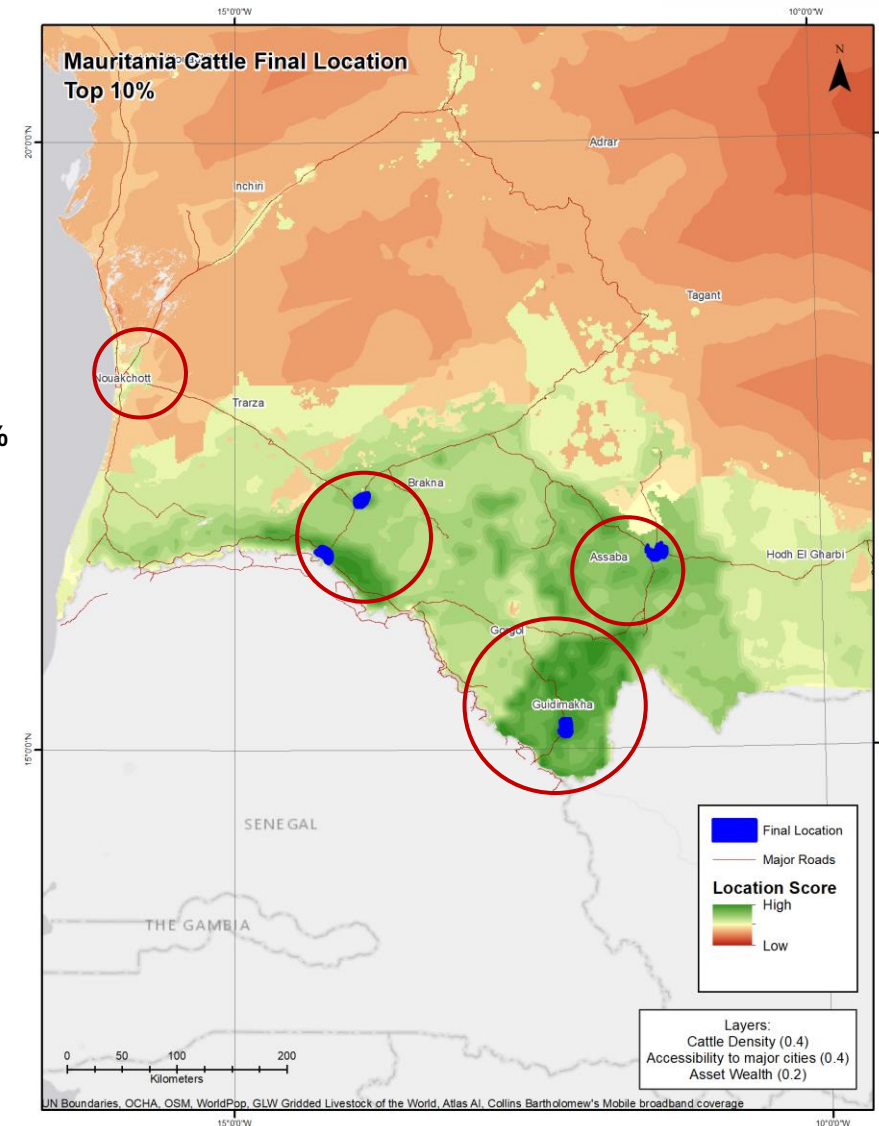 15°0'0"W
10°0'0"W
Mauritania Cattle Final Location
Top 10%
N
20°0'0"N
Adrar
Inchiri
Tagant
Nouakchott
Trarza
%
Brakna
Assaba
Hodh El Gharbi
Gorgol
Guidimakha
15°0'0"N
SENEGAL
THE GAMBIA
Final Location
Major Roads
Location Score
High
Low
Layers:
Cattle Density (0.4)
Accessibility to major cities (0.4)
Asset Wealth (0.2)
0 50 100 200
Kilometers
UN Boundaries, OCHA, OSM, WorldPop, GLW Gridded Livestock of the World, Atlas AI, Collins Bartholomew's Mobile broadband coverage
15°0'0"W
10°0'0"W